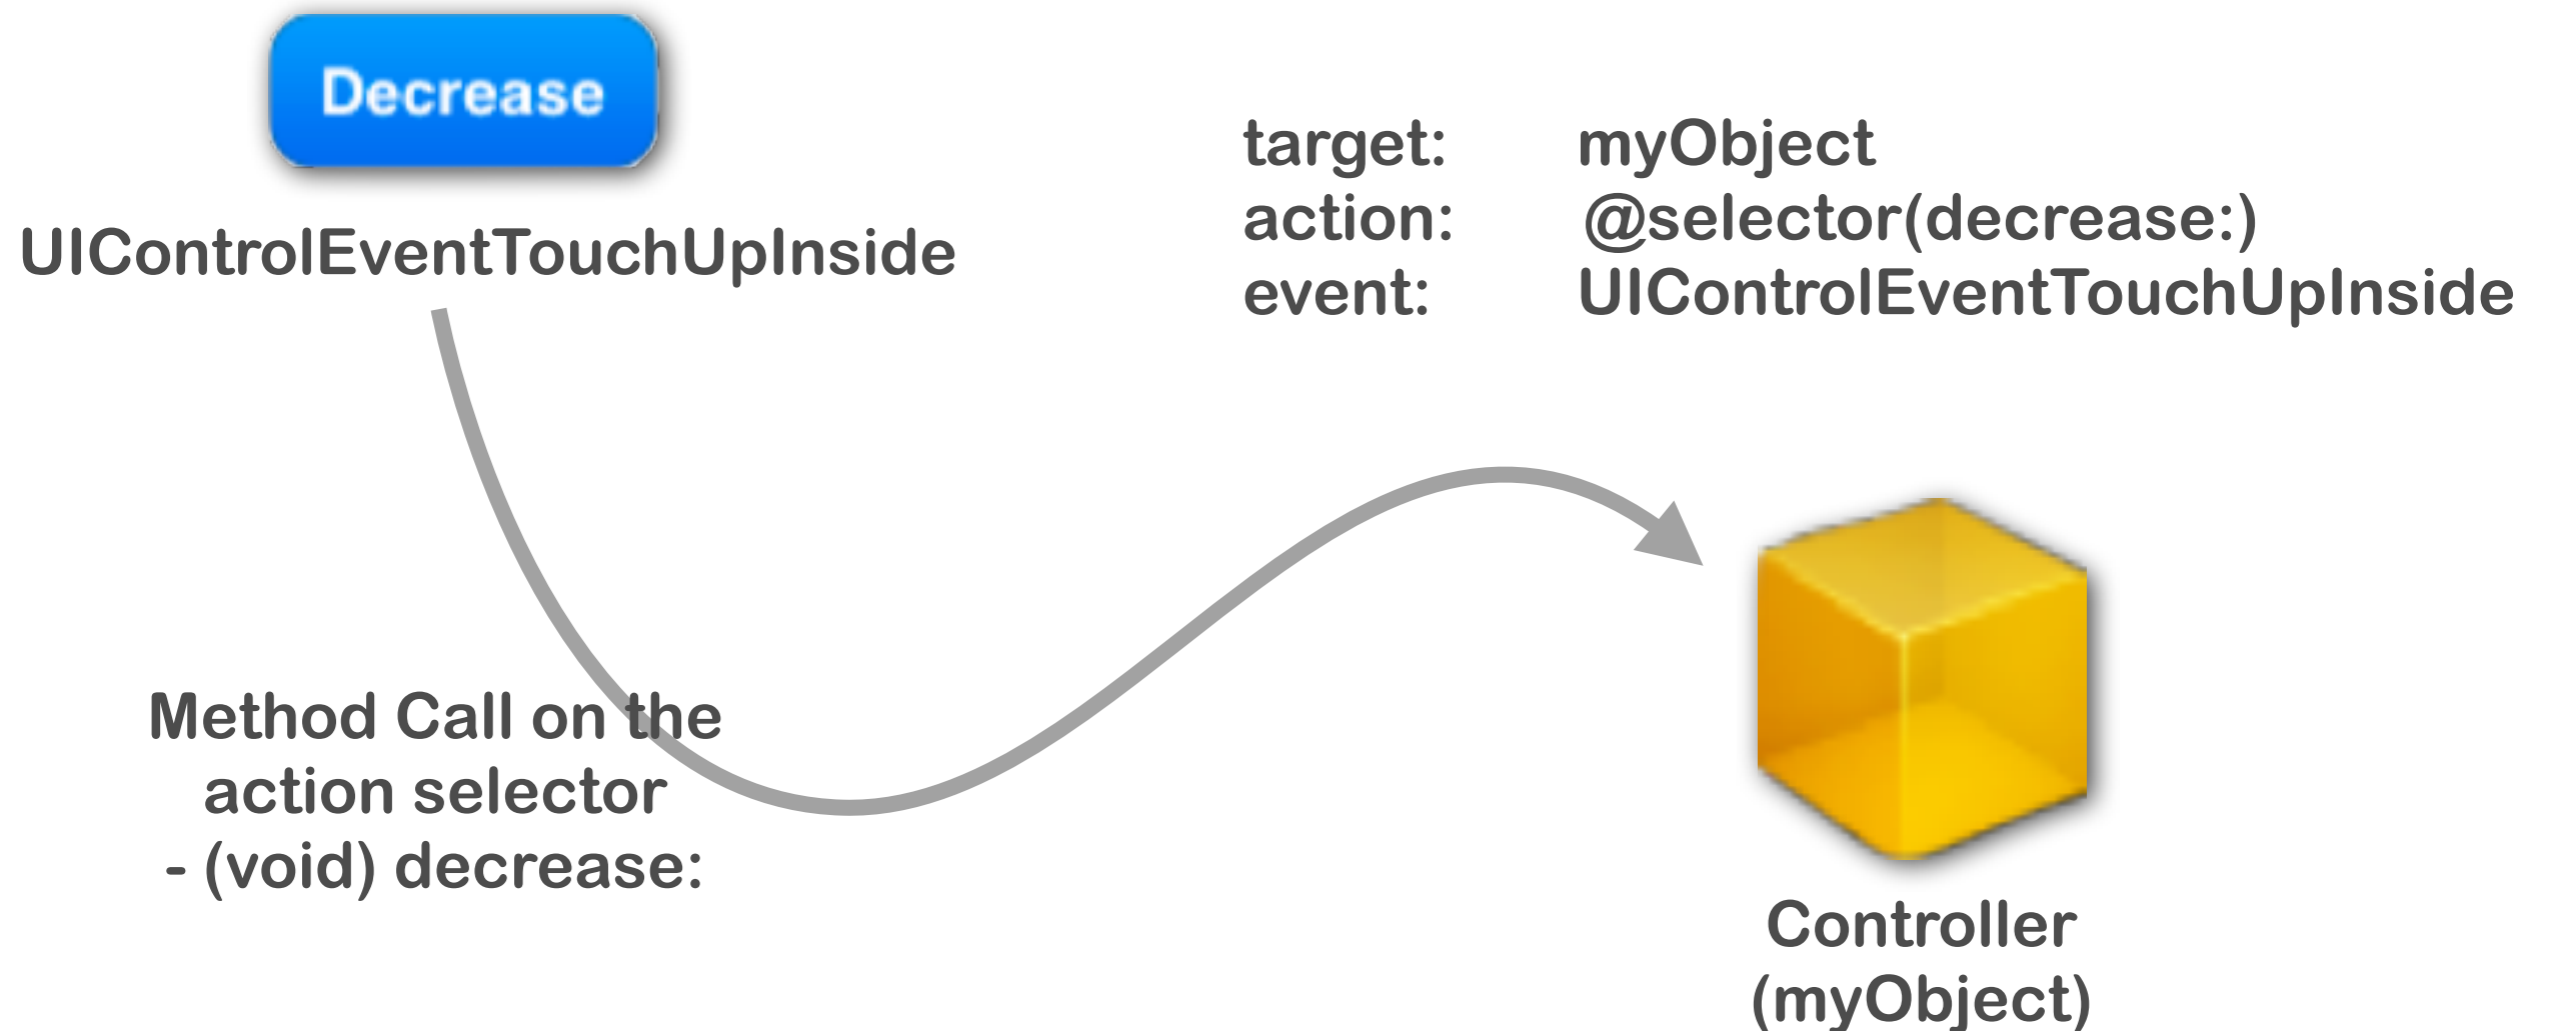 Decrease
UIControlEventTouchUpInside
target: myObject
action: @selector(decrease:)
event: UIControlEventTouchUpInside
Method Call on the
action selector
- (void) decrease:
Controller
(myObject)